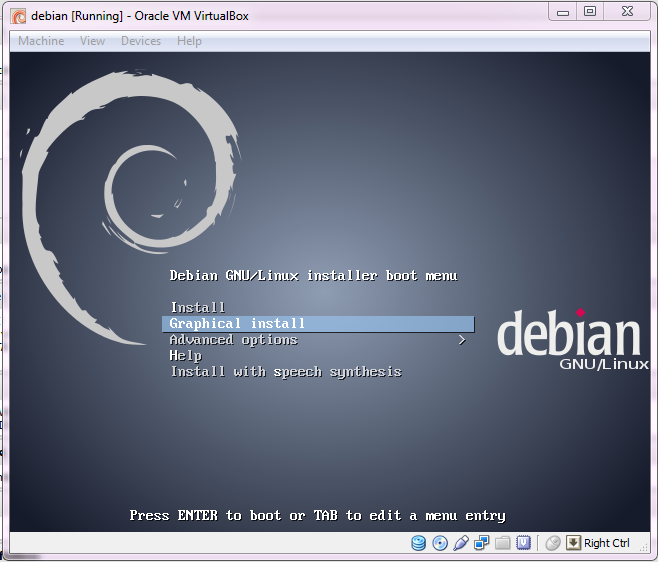 debian [Running] - Oracle VM VirtualBox
Machine View Devices Help
Debian GNU/Linux installer boot menu
Install
Graphical install
Advanced options >
Help
Install with speech synthesis
debian
GNU/Linux
Press ENTER to boot or TAB to edit a menu entry
Right Ctrl